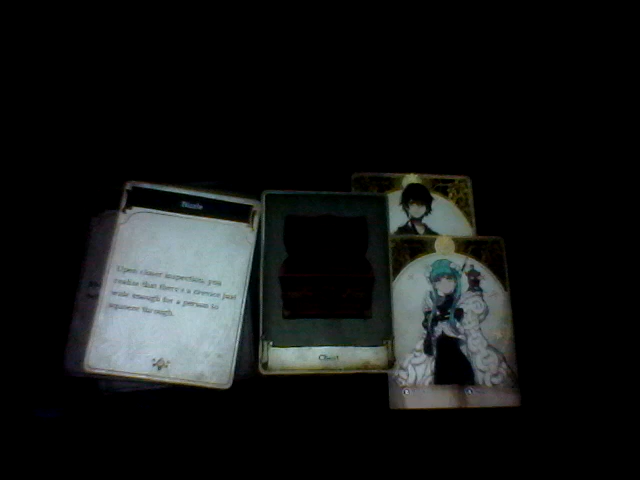 Upon closer inspection, you
realize that there's a crevice just
wide enough for a person to
squeeze through.
Chest